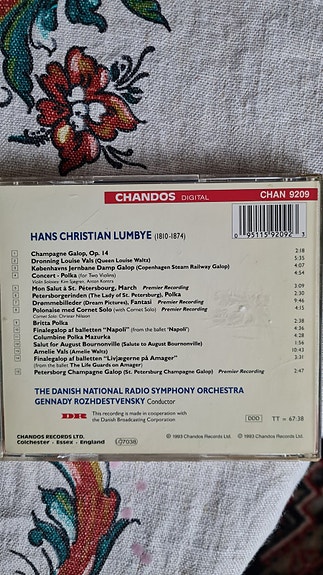 CHANDOS DIGITAL CHAN 9209
HANS CHRISTIAN LUMBYE (1810-1874)
1 Champagne Galop, Op. 14 2:18
2 Dronning Louise Vals (Queen Louise Waltz) 5:35
3 Københavns Jernbane Damp Galop (Copenhagen Steam Railway Galop) 4:07
4 Concert - Polka (for Two Violins) 4:54
Violin Soloists: Kim Sjøgren, Anton Kontra
5 Mon Salut à St. Petersbourg, March Premier Recording 3:09
6 Petersborgerinden (The Lady of St. Petersburg), Polka 2:30
7 Drømmebilleder (Dream Pictures), Fantasi Premier Recording 9:46
8 Polonaise med Cornet Solo (with Cornet Solo) Premier Recording 4:15
Cornet Solo: Chresier Nilsson
9 Britta Polka 2:38
10 Finalegalop af balletten "Napoli" (from the ballet 'Napoli') 4:26
11 Columbine Polka Mazurka 4:28
12 Salut for August Bournonville (Salute to August Bournonville) 1:56
13 Amelie Vals (Amelie Waltz) 10:43
14 Finalegalop af balletten "Livjægerne på Amager" 3:31
(from the ballet The Life Guards on Amager)
15 Petersburg Champagne Galop (St. Petersburg Champagne Galop) Premier Recording 2:47
THE DANISH NATIONAL RADIO SYMPHONY ORCHESTRA
GENNADY ROZHDESTVENSKY Conductor
DR This recording is made in cooperation with
the Danish Broadcasting Corporation
DDD TT = 67:38
CHANDOS RECORDS LTD.
Colchester - Essex - England
LC7038
℗ 1993 Chandos Records Ltd. © 1993 Chandos Records Ltd.